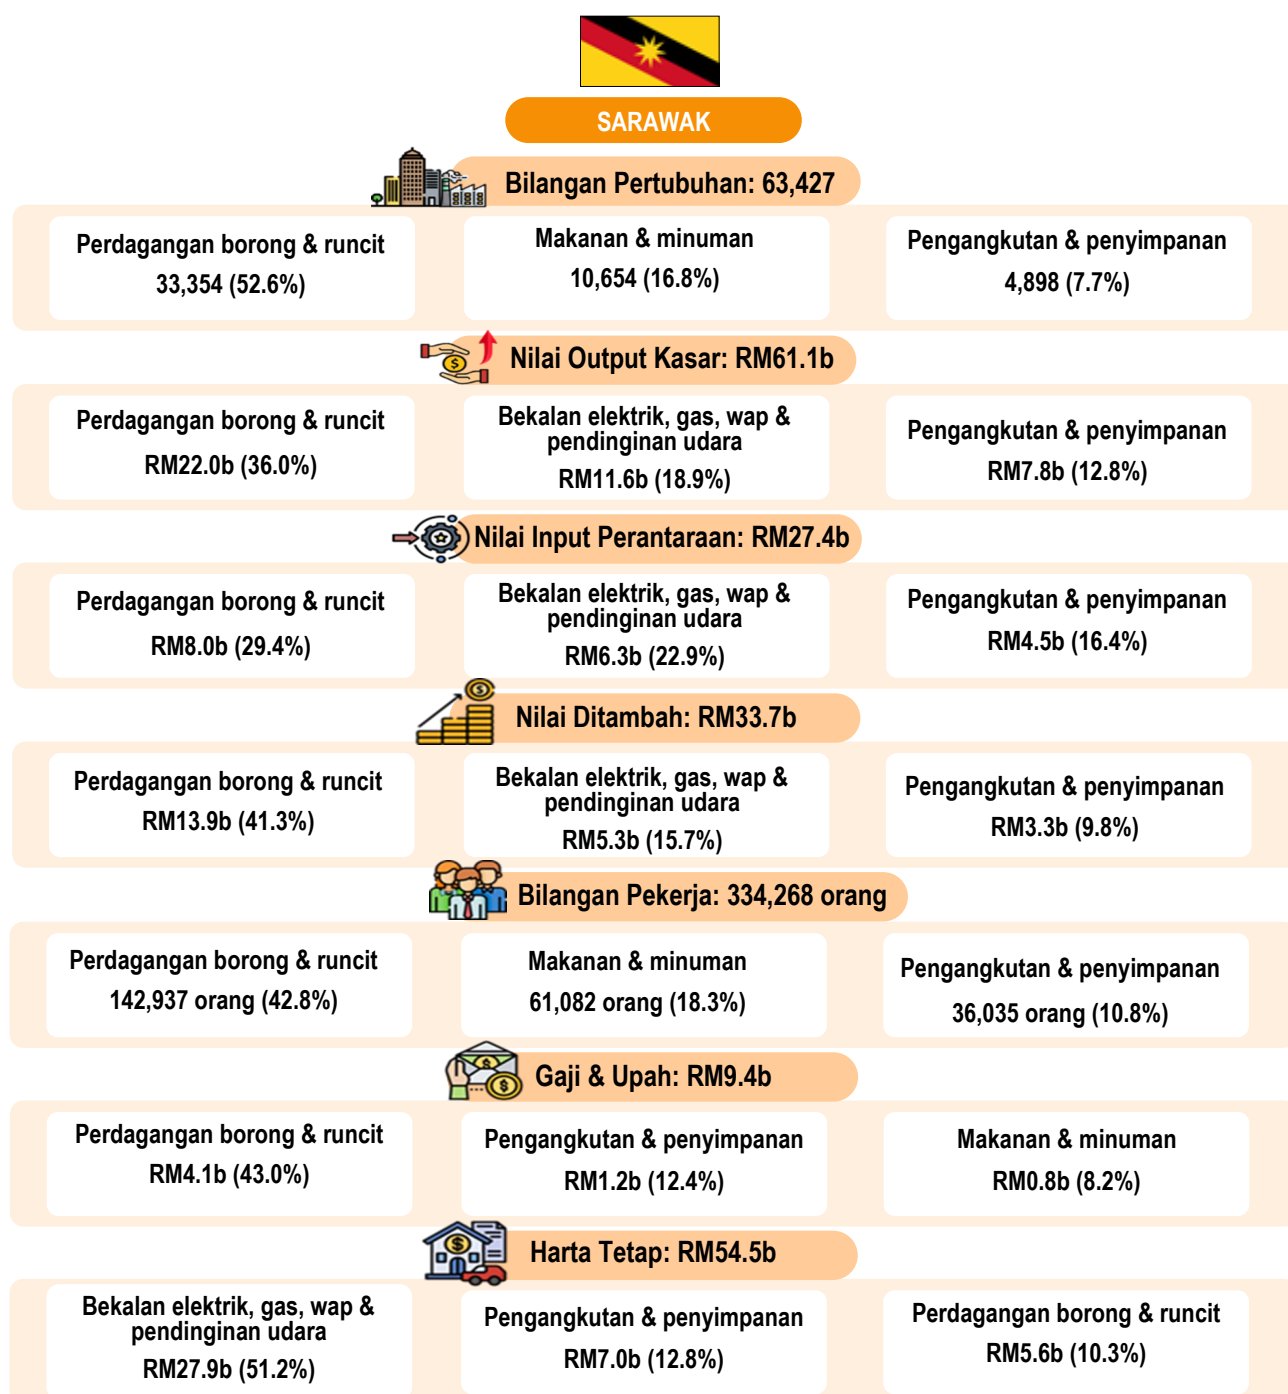 SARAWAK
Bilangan Pertubuhan: 63,427
Perdagangan borong & runcit
33,354 (52.6%)
Makanan & minuman
10,654 (16.8%)
Pengangkutan & penyimpanan
4,898 (7.7%)
Nilai Output Kasar: RM61.1b
Perdagangan borong & runcit
RM22.0b (36.0%)
Bekalan elektrik, gas, wap &
pendinginan udara
RM11.6b (18.9%)
Pengangkutan & penyimpanan
RM7.8b (12.8%)
Nilai Input Perantaraan: RM27.4b
Perdagangan borong & runcit
RM8.0b (29.4%)
Bekalan elektrik, gas, wap &
pendinginan udara
RM6.3b (22.9%)
Pengangkutan & penyimpanan
RM4.5b (16.4%)
Nilai Ditambah: RM33.7b
Perdagangan borong & runcit
RM13.9b (41.3%)
Bekalan elektrik, gas, wap &
pendinginan udara
RM5.3b (15.7%)
Pengangkutan & penyimpanan
RM3.3b (9.8%)
Bilangan Pekerja: 334,268 orang
Perdagangan borong & runcit
142,937 orang (42.8%)
Makanan & minuman
61,082 orang (18.3%)
Pengangkutan & penyimpanan
36,035 orang (10.8%)
Gaji & Upah: RM9.4b
Perdagangan borong & runcit
RM4.1b (43.0%)
Pengangkutan & penyimpanan
RM1.2b (12.4%)
Makanan & minuman
RM0.8b (8.2%)
Harta Tetap: RM54.5b
Bekalan elektrik, gas, wap &
pendinginan udara
RM27.9b (51.2%)
Pengangkutan & penyimpanan
RM7.0b (12.8%)
Perdagangan borong & runcit
RM5.6b (10.3%)